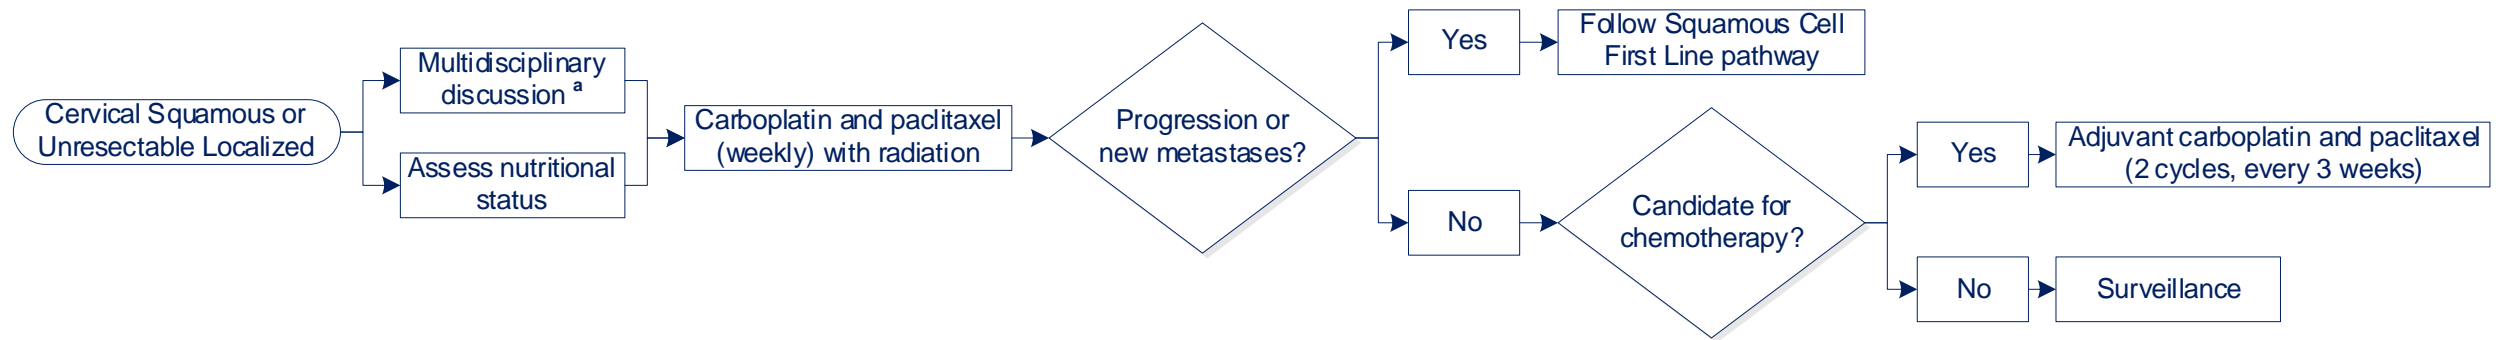 Cervical Squamous or
Unresectable Localized
Multidisciplinary
discussion a
Assess nutritional
status
Carboplatin and paclitaxel
(weekly) with radiation
Progression or
new metastases?
Yes
Follow Squamous Cell
First Line pathway
No
Candidate for
chemotherapy?
Yes
Adjuvant carboplatin and paclitaxel
(2 cycles, every 3 weeks)
No
Surveillance